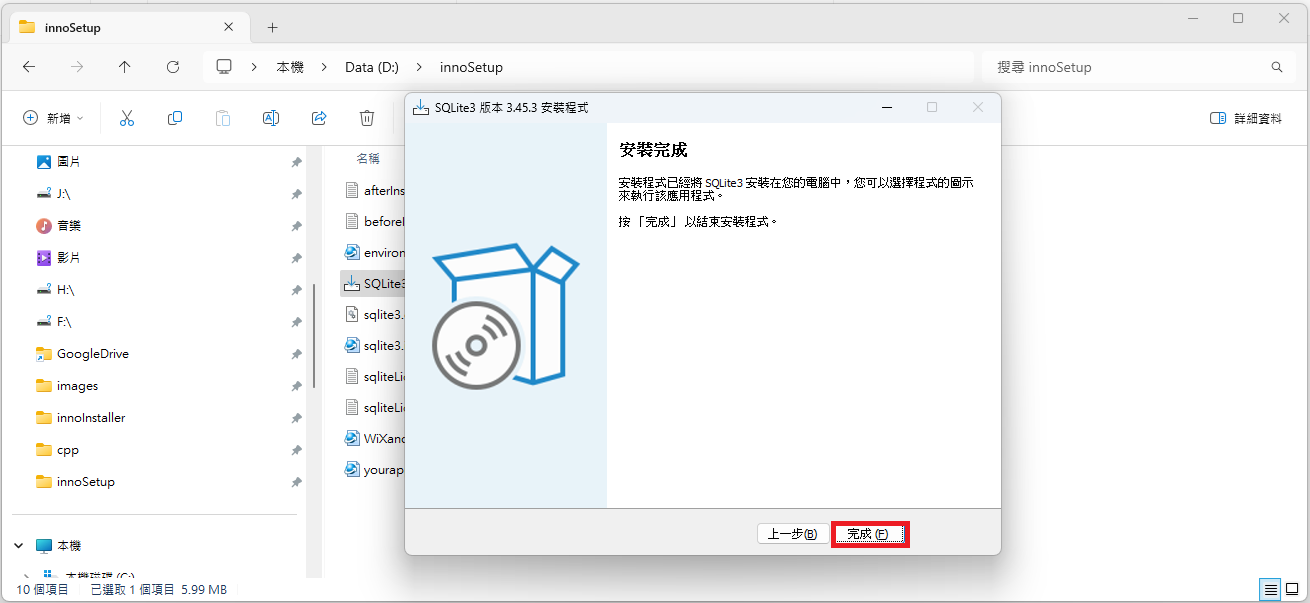 innoSetup
本機
Data (D:)
innoSetup
搜尋 innoSetup
新增
詳細資料
圖片
J:\
音樂
影片
H:\
F:\
GoogleDrive
images
innoInstaller
cpp
innoSetup
本機
本機磁碟 (C:)
名稱
afterIns
beforeI
environ
SQLite3
sqlite3.
sqlite3.
sqliteLic
sqliteLic
WiXand
yourap
SQLite3 版本 3.45.3 安裝程式
安裝完成
安裝程式已經將 SQLite3 安裝在您的電腦中，您可以選擇程式的圖示
來執行該應用程式。
按 「完成」 以結束安裝程式。
上一步(B)
完成 (F)
10 個項目
已選取 1 個項目 5.99 MB